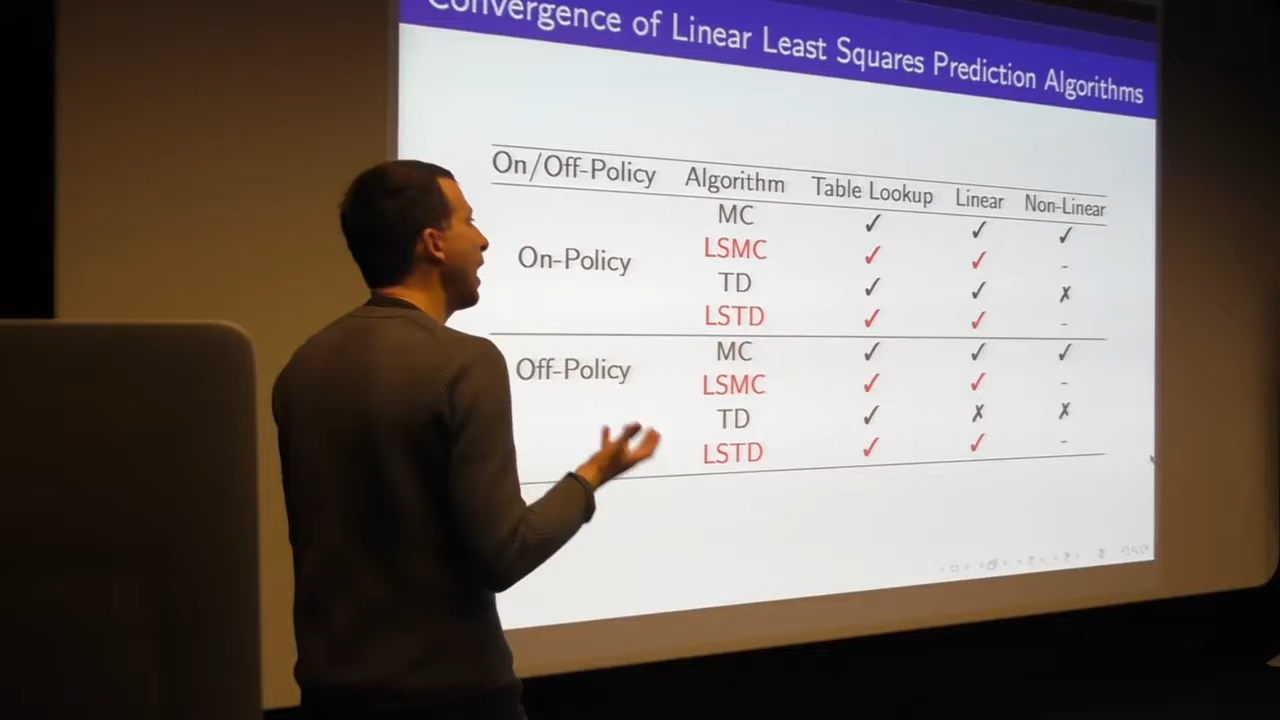 Convergence of Linear Least Squares Prediction Algorithms
On/Off-Policy Algorithm Table Lookup Linear Non-Linear
On-Policy
MC ✓ ✓ ✓
LSMC ✓ ✓ -
TD ✓ ✓ ✗
LSTD ✓ ✓ -
Off-Policy
MC ✓ ✓ ✓
LSMC ✓ ✓ -
TD ✓ ✗ ✗
LSTD ✓ ✓ -